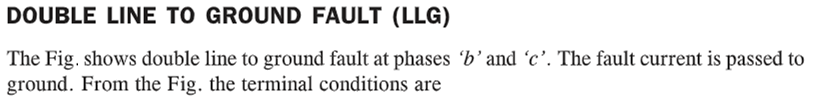 DOUBLE LINE TO GROUND FAULT (LLG)
The Fig. shows double line to ground fault at phases ‘b’ and ‘c’. The fault current is passed to
ground. From the Fig. the terminal conditions are